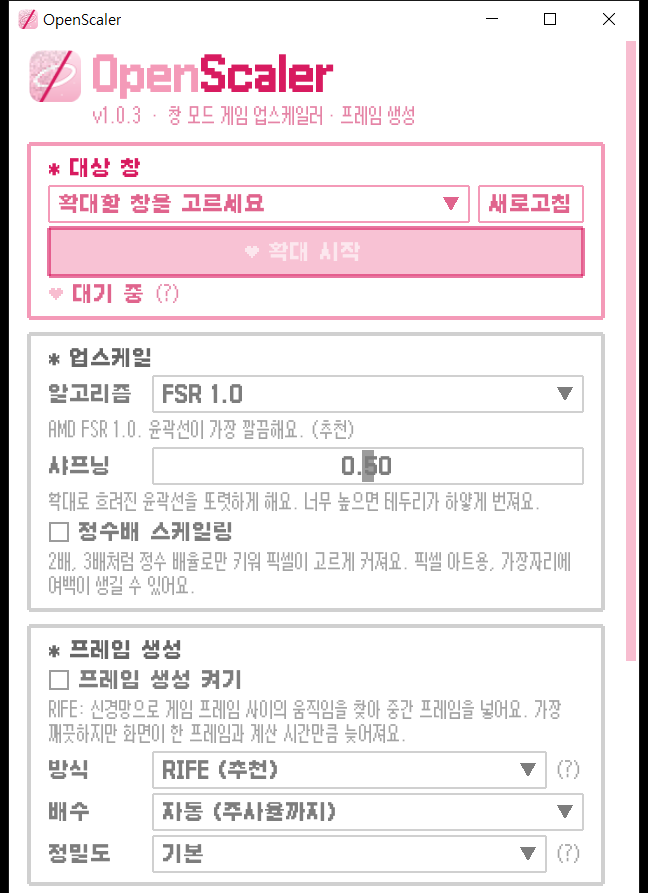 OpenScaler
OpenScaler
v1.0.3 · 창 모드 게임 업스케일러 · 프레임 생성
* 대상 창
확대할 창을 고르세요 ▼ 새로고침
♥ 확대 시작
♥ 대기 중 (?)
* 업스케일
알고리즘 FSR 1.0 ▼
AMD FSR 1.0. 윤곽선이 가장 깔끔해요. (추천)
샤프닝 0.50
확대로 흐려진 윤곽선을 또렷하게 해요. 너무 높으면 테두리가 하얗게 번져요.
정수배 스케일링
2배, 3배처럼 정수 배율로만 키워 픽셀이 고르게 커져요. 픽셀 아트용, 가장자리에
여백이 생길 수 있어요.
* 프레임 생성
프레임 생성 켜기
RIFE: 신경망으로 게임 프레임 사이의 움직임을 찾아 중간 프레임을 넣어요. 가장
깨끗하지만 화면이 한 프레임과 계산 시간만큼 늦어져요.
방식 RIFE (추천) ▼ (?)
배수 자동 (주사율까지) ▼
정밀도 기본 ▼ (?)